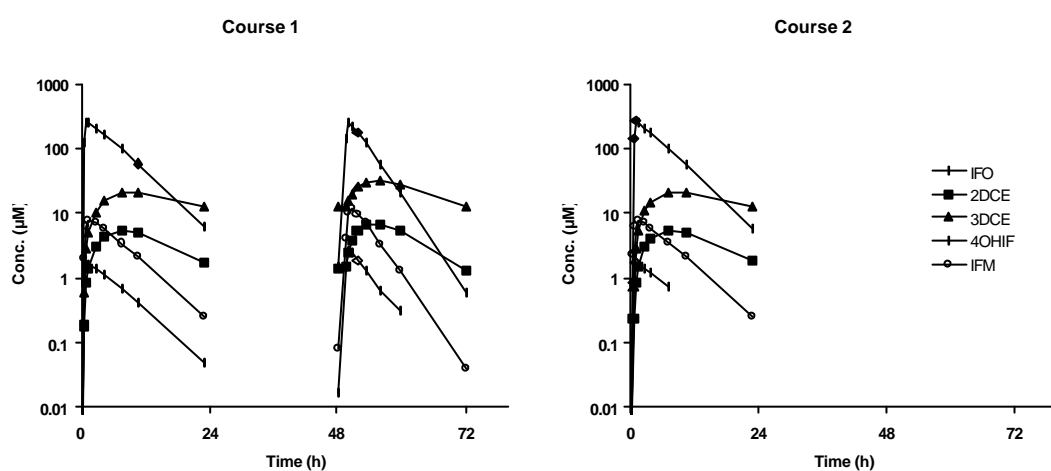 Course 1
Course 2
1000
100
10
1
0.1
0.01
Conc. (µM)
0
24
48
72
Time (h)
1000
100
10
1
0.1
0.01
Conc. (µM)
0
24
48
72
Time (h)
IFO
2DCE
3DCE
4OHIF
IFM